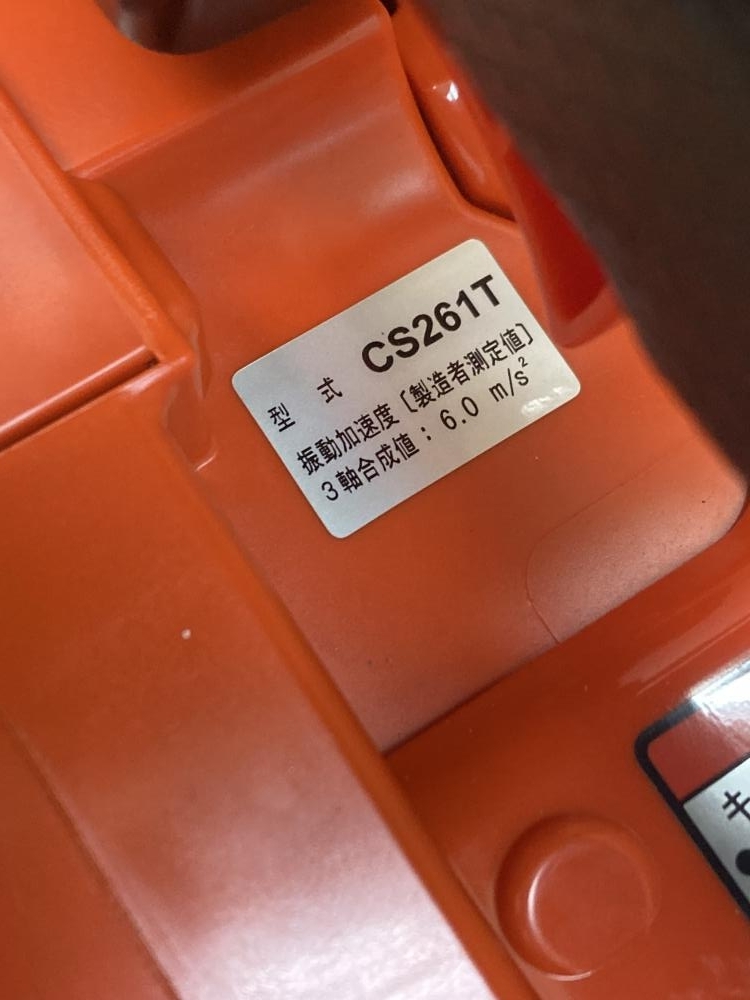 型 式 CS261T
振動加速度〔製造者測定値〕
3軸合成値：6.0 m/s²
キ